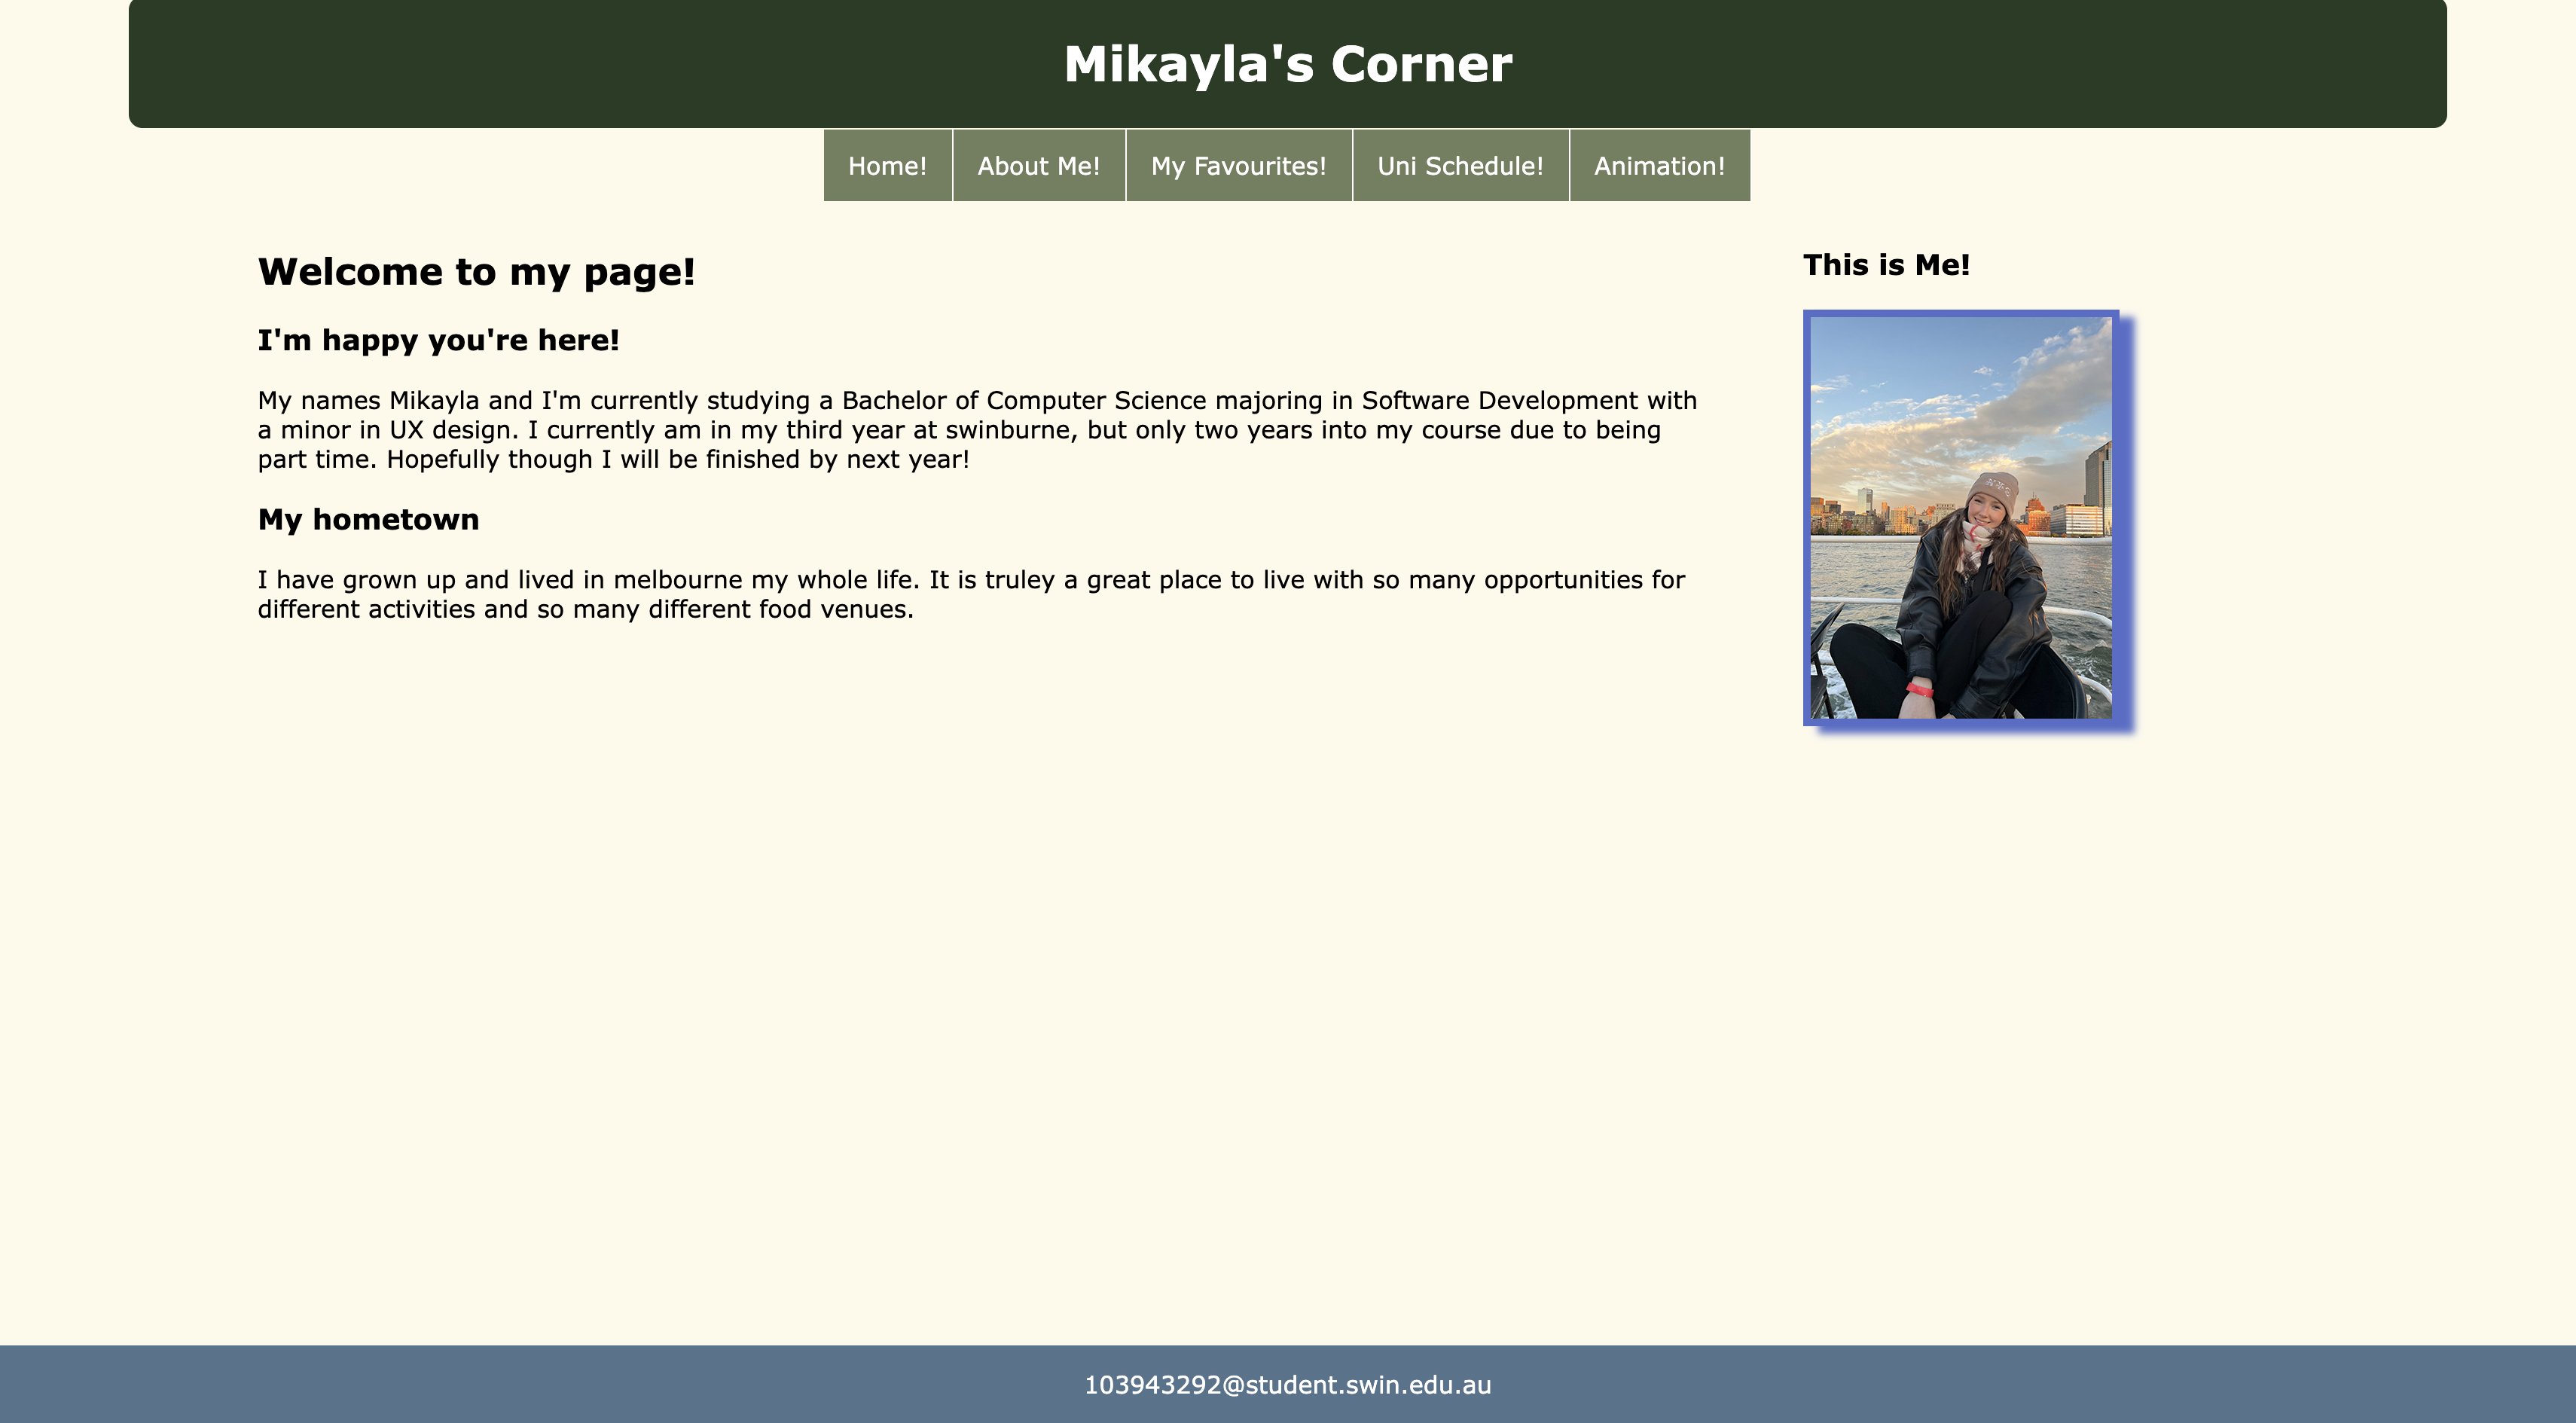 Mikayla's Corner
Home!
About Me!
My Favourites!
Uni Schedule!
Animation!
Welcome to my page!
I'm happy you're here!
My names Mikayla and I'm currently studying a Bachelor of Computer Science majoring in Software Development with
a minor in UX design. I currently am in my third year at swinburne, but only two years into my course due to being
part time. Hopefully though I will be finished by next year!
My hometown
I have grown up and lived in melbourne my whole life. It is truley a great place to live with so many opportunities for
different activities and so many different food venues.
This is Me!
103943292@student.swin.edu.au